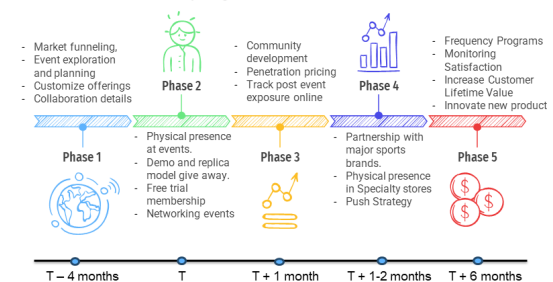 - Market funneling,
- Event exploration
and planning
- Customize offerings
- Collaboration details
Phase 1
Phase 2
- Physical presence
at events.
- Demo and replica
model give away.
- Free trial
membership
- Networking events
- Community
development
- Penetration pricing
- Track post event
exposure online
Phase 3
Phase 4
- Partnership with
major sports
brands.
- Physical presence
in Specialty stores
- Push Strategy
- Frequency Programs
- Monitoring
Satisfaction
- Increase Customer
Lifetime Value
- Innovate new product
Phase 5
$
$
$
T – 4 months
T
T + 1 month
T + 1-2 months
T + 6 months